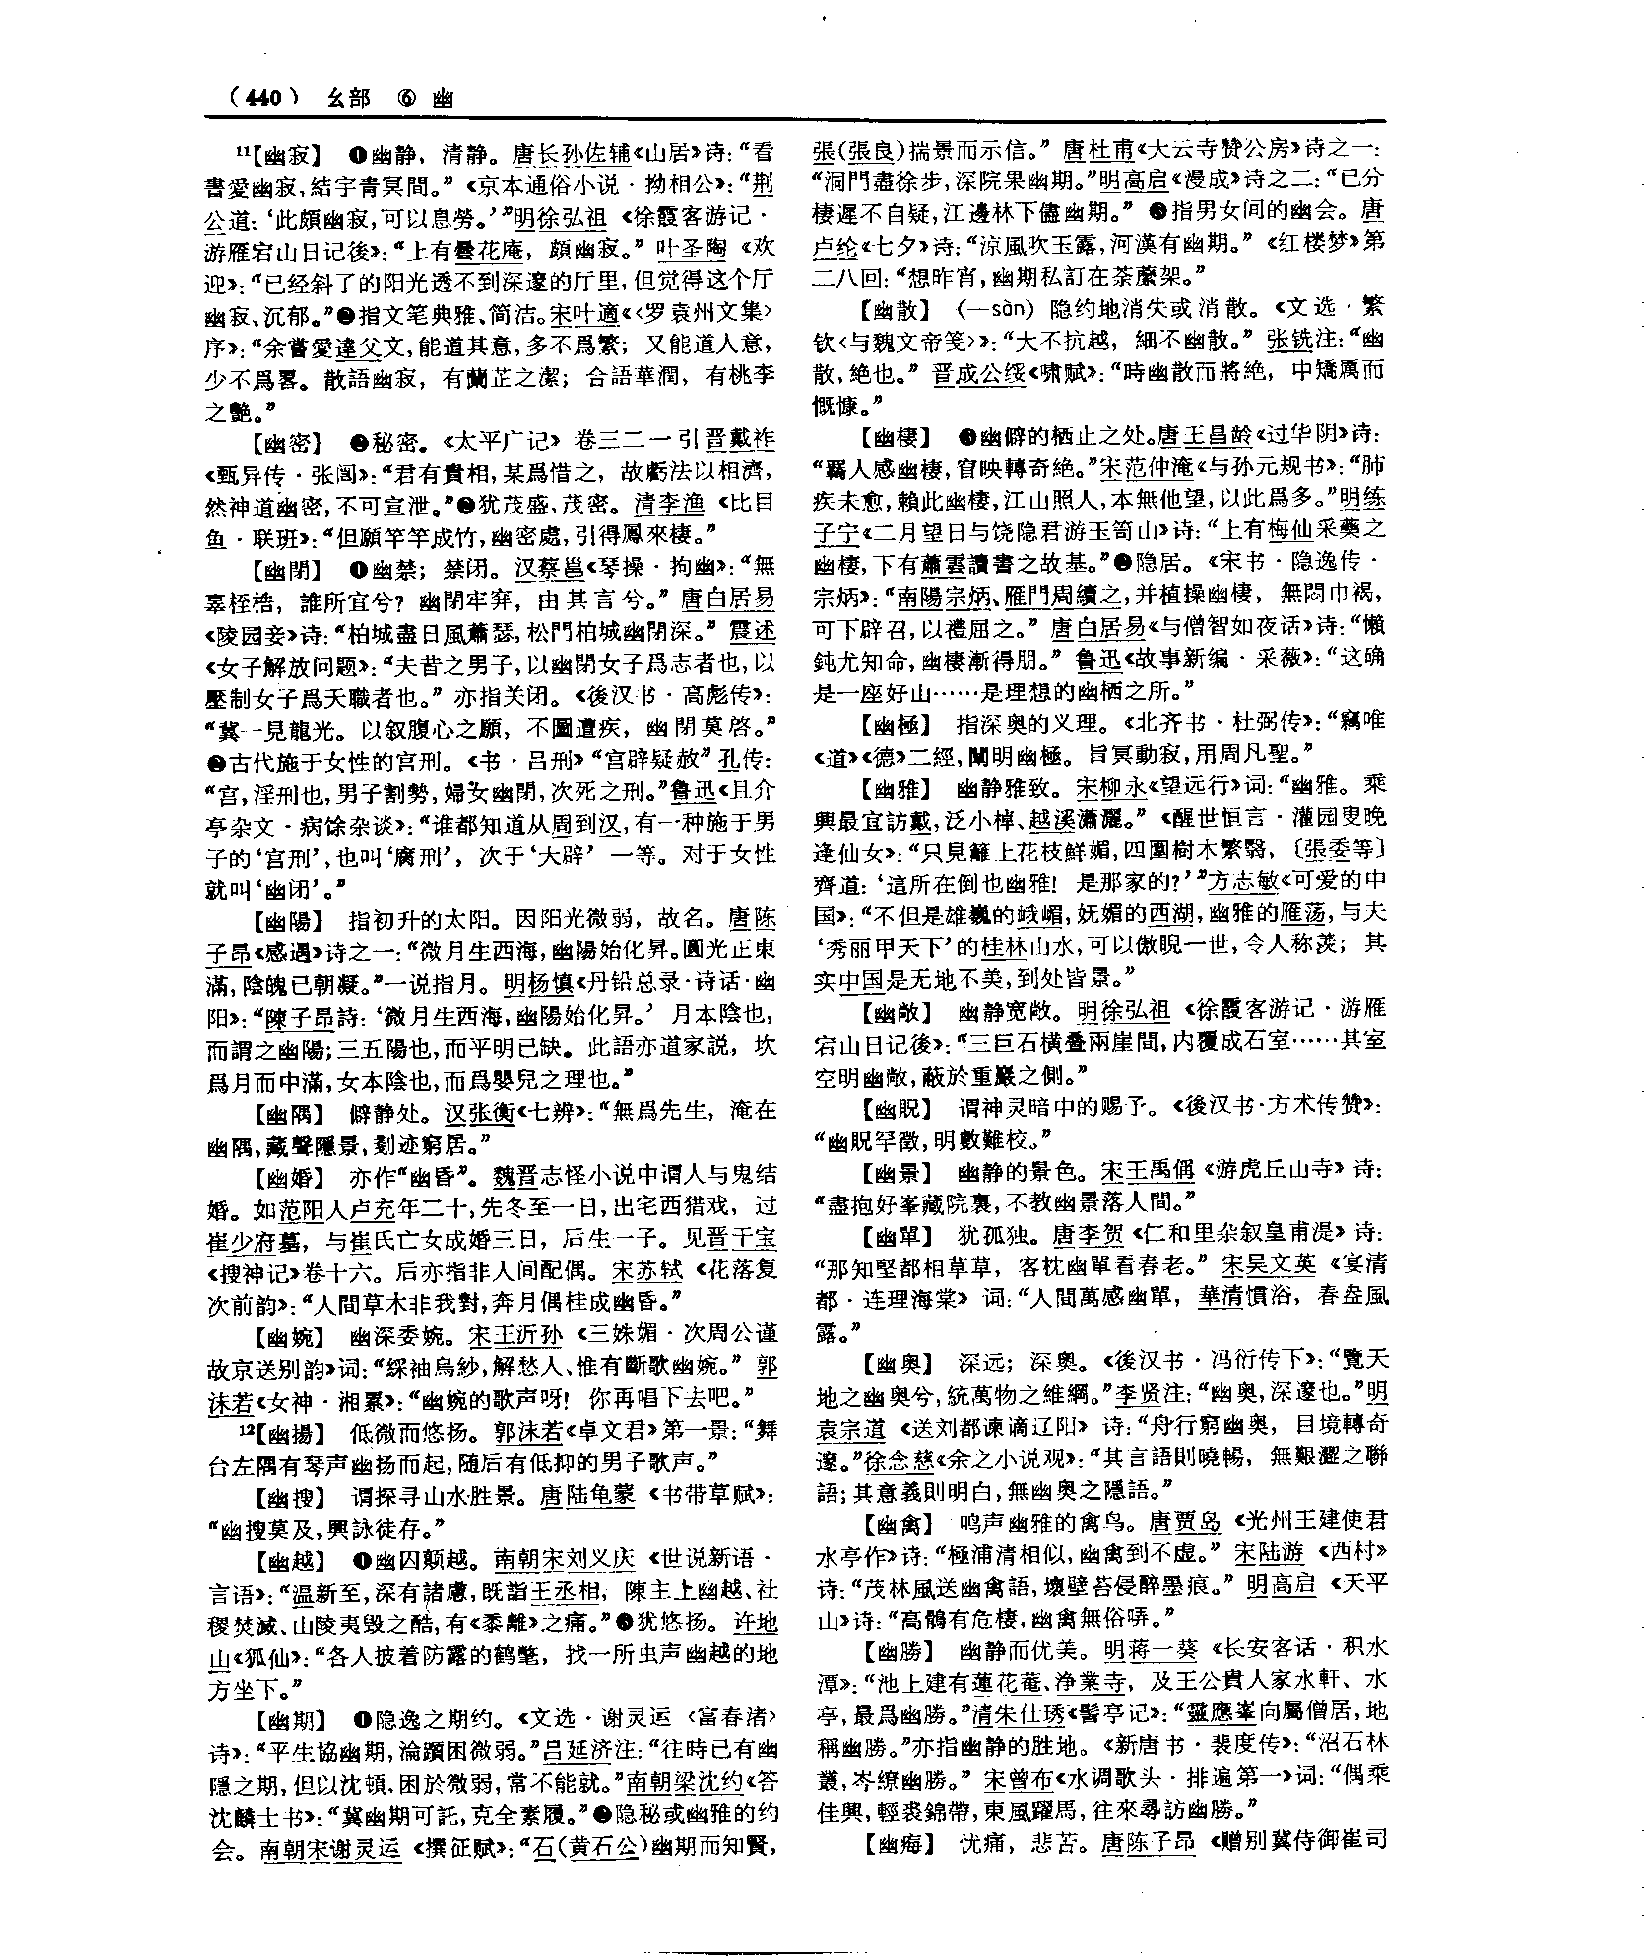 （440） 幺部 ⑥ 幽
¹¹【幽寂】 ❶幽静，清静。唐长孙佐辅《山居》诗：“看
書愛幽寂，結宇青冥間。”《京本通俗小说·拗相公》：“荆
公道：‘此頗幽寂，可以息勞。’”明徐弘祖《徐霞客游记·
游雁宕山日记後》：“上有曇花庵，頗幽寂。”叶圣陶《欢
迎》：“已经斜了的阳光透不到深邃的厅里，但觉得这个厅
幽寂、沉郁。”❷指文笔典雅、简洁。宋叶適《〈罗袁州文集〉
序》：“余嘗愛達父文，能道其意，多不爲繁；又能道人意，
少不爲畧。散語幽寂，有蘭芷之潔；合語華潤，有桃李
之艷。”
【幽密】 ❶秘密。《太平广记》卷三二一引晋戴祚
《甄异传·张闿》：“君有貴相，某爲惜之，故虧法以相濟，
然神道幽密，不可宣泄。”❷犹茂盛、茂密。清李渔《比目
鱼·联班》：“但願竿竿成竹，幽密處，引得鳳來棲。”
【幽閉】 ❶幽禁；禁闭。汉蔡邕《琴操·拘幽》：“無
辜桎梏，誰所宜兮？幽閉牢穽，由其言兮。”唐白居易
《陵园妾》诗：“柏城盡日風蕭瑟，松門柏城幽閉深。”震述
《女子解放问题》：“夫昔之男子，以幽閉女子爲志者也，以
壓制女子爲天職者也。”亦指关闭。《後汉书·高彪传》：
“冀一見龍光。以叙腹心之願，不圖遭疾，幽閉莫啓。”
❷古代施于女性的宫刑。《书·吕刑》“宫辟疑赦”孔传：
“宫，淫刑也，男子割勢，婦女幽閉，次死之刑。”鲁迅《且介
亭杂文·病馀杂谈》：“谁都知道从周到汉，有一种施于男
子的‘宫刑’，也叫‘腐刑’，次于‘大辟’一等。对于女性
就叫‘幽闭’。”
【幽陽】 指初升的太阳。因阳光微弱，故名。唐陈
子昂《感遇》诗之一：“微月生西海，幽陽始化昇。圓光正東
滿，陰魄已朝凝。”一说指月。明杨慎《丹铅总录·诗话·幽
阳》：“陳子昂詩：‘微月生西海，幽陽始化昇。’月本陰也，
而謂之幽陽；三五陽也，而平明已缺。此語亦道家説，坎
爲月而中滿，女本陰也，而爲嬰兒之理也。”
【幽隅】 僻静处。汉张衡《七辨》：“無爲先生，淹在
幽隅，藏聲隱景，剗迹窮居。”
【幽婚】 亦作“幽昏”。魏晋志怪小说中谓人与鬼结
婚。如范阳人卢充年二十，先冬至一日，出宅西猎戏，过
崔少府墓，与崔氏亡女成婚三日，后生一子。见晋干宝
《搜神记》卷十六。后亦指非人间配偶。宋苏轼《花落复
次前韵》：“人間草木非我對，奔月偶桂成幽昏。”
【幽婉】 幽深委婉。宋王沂孙《三姝媚·次周公谨
故京送别韵》词：“綵袖烏紗，解愁人、惟有斷歌幽婉。”郭
沫若《女神·湘累》：“幽婉的歌声呀！你再唱下去吧。”
¹²【幽揚】 低微而悠扬。郭沫若《卓文君》第一景：“舞
台左隅有琴声幽扬而起，随后有低抑的男子歌声。”
【幽搜】 谓探寻山水胜景。唐陆龟蒙《书带草赋》：
“幽搜莫及，興詠徒存。”
【幽越】 ❶幽囚颠越。南朝宋刘义庆《世说新语·
言语》：“温新至，深有諸慮，既詣王丞相，陳主上幽越、社
稷焚滅、山陵夷毁之酷，有《黍離》之痛。”❷犹悠扬。许地
山《狐仙》：“各人披着防露的鹤氅，找一所虫声幽越的地
方坐下。”
【幽期】 ❶隐逸之期约。《文选·谢灵运〈富春渚〉
诗》：“平生協幽期，淪躓困微弱。”吕延济注：“往時已有幽
隱之期，但以沈頓，困於微弱，常不能就。”南朝梁沈约《答
沈麟士书》：“冀幽期可託，克全素履。”❷隐秘或幽雅的约
会。南朝宋谢灵运《撰征赋》：“石（黄石公）幽期而知賢，
張（張良）揣景而示信。”唐杜甫《大云寺赞公房》诗之一：
“洞門盡徐步，深院果幽期。”明高启《漫成》诗之二：“已分
棲遲不自疑，江邊林下儘幽期。”❸指男女间的幽会。唐
卢纶《七夕》诗：“涼風吹玉露，河漢有幽期。”《红楼梦》第
二八回：“想昨宵，幽期私訂在荼蘼架。”
【幽散】（—sàn） 隐约地消失或消散。《文选·繁
钦〈与魏文帝笺〉》：“大不抗越，細不幽散。”张铣注：“幽
散，絶也。”晋成公绥《啸赋》：“時幽散而將絶，中矯厲而
慨慷。”
【幽棲】 ❶幽僻的栖止之处。唐王昌龄《过华阴》诗：
“羈人感幽棲，窅映轉奇絶。”宋范仲淹《与孙元规书》：“肺
疾未愈，賴此幽棲，江山照人，本無他望，以此爲多。”明练
子宁《二月望日与饶隐君游玉笥山》诗：“上有梅仙采藥之
幽棲，下有蕭雲讀書之故基。”❷隐居。《宋书·隐逸传·
宗炳》：“南陽宗炳、雁門周續之，并植操幽棲，無悶巾褐，
可下辟召，以禮屈之。”唐白居易《与僧智如夜话》诗：“懒
鈍尤知命，幽棲漸得朋。”鲁迅《故事新编·采薇》：“这确
是一座好山……是理想的幽栖之所。”
【幽極】 指深奥的义理。《北齐书·杜弼传》：“竊唯
《道》《德》二經，闡明幽極。旨冥動寂，用周凡聖。”
【幽雅】 幽静雅致。宋柳永《望远行》词：“幽雅。乘
興最宜訪戴，泛小棹、越溪瀟灑。”《醒世恒言·灌园叟晚
逢仙女》：“只見籬上花枝鮮媚，四圍樹木繁翳，〔張委等〕
齊道：‘這所在倒也幽雅！是那家的？’”方志敏《可爱的中
国》：“不但是雄巍的峨嵋，妩媚的西湖，幽雅的雁荡，与夫
‘秀丽甲天下’的桂林山水，可以傲睨一世，令人称羡；其
实中国是无地不美，到处皆景。”
【幽敞】 幽静宽敞。明徐弘祖《徐霞客游记·游雁
宕山日记後》：“三巨石横叠兩崖間，内覆成石室……其室
空明幽敞，蔽於重巖之側。”
【幽貺】 谓神灵暗中的赐予。《後汉书·方术传赞》：
“幽貺罕徵，明數難校。”
【幽景】 幽静的景色。宋王禹偁《游虎丘山寺》诗：
“盡抱好峯藏院裏，不教幽景落人間。”
【幽單】 犹孤独。唐李贺《仁和里杂叙皇甫湜》诗：
“那知堅都相草草，客枕幽單看春老。”宋吴文英《宴清
都·连理海棠》词：“人間萬感幽單，華清慣浴，春盎風
露。”
【幽奥】 深远；深奥。《後汉书·冯衍传下》：“覽天
地之幽奥兮，統萬物之維綱。”李贤注：“幽奥，深邃也。”明
袁宗道《送刘都谏谪辽阳》诗：“舟行窮幽奥，目境轉奇
邃。”徐念慈《余之小说观》：“其言語則曉暢，無艱澀之聯
語；其意義則明白，無幽奥之隱語。”
【幽禽】 鸣声幽雅的禽鸟。唐贾岛《光州王建使君
水亭作》诗：“極浦清相似，幽禽到不虚。”宋陆游《西村》
诗：“茂林風送幽禽語，壞壁苔侵醉墨痕。”明高启《天平
山》诗：“高鶻有危棲，幽禽無俗哢。”
【幽勝】 幽静而优美。明蒋一葵《长安客话·积水
潭》：“池上建有蓮花菴、净業寺，及王公貴人家水軒、水
亭，最爲幽勝。”清朱仕琇《髻亭记》：“靈應峯向屬僧居，地
稱幽勝。”亦指幽静的胜地。《新唐书·裴度传》：“沼石林
叢，岑繚幽勝。”宋曾布《水调歌头·排遍第一》词：“偶乘
佳興，輕裘錦帶，東風躍馬，往來尋訪幽勝。”
【幽痗】 忧痛，悲苦。唐陈子昂《赠别冀侍御崔司